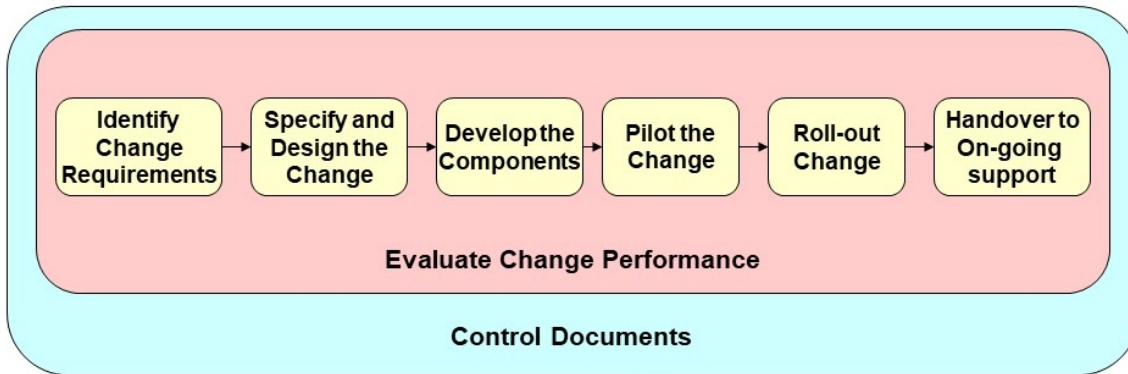 Identify
Change
Requirements
Specify and
Design the
Change
Develop the
Components
Pilot the
Change
Roll-out
Change
Handover to
On-going
support
Evaluate Change Performance
Control Documents